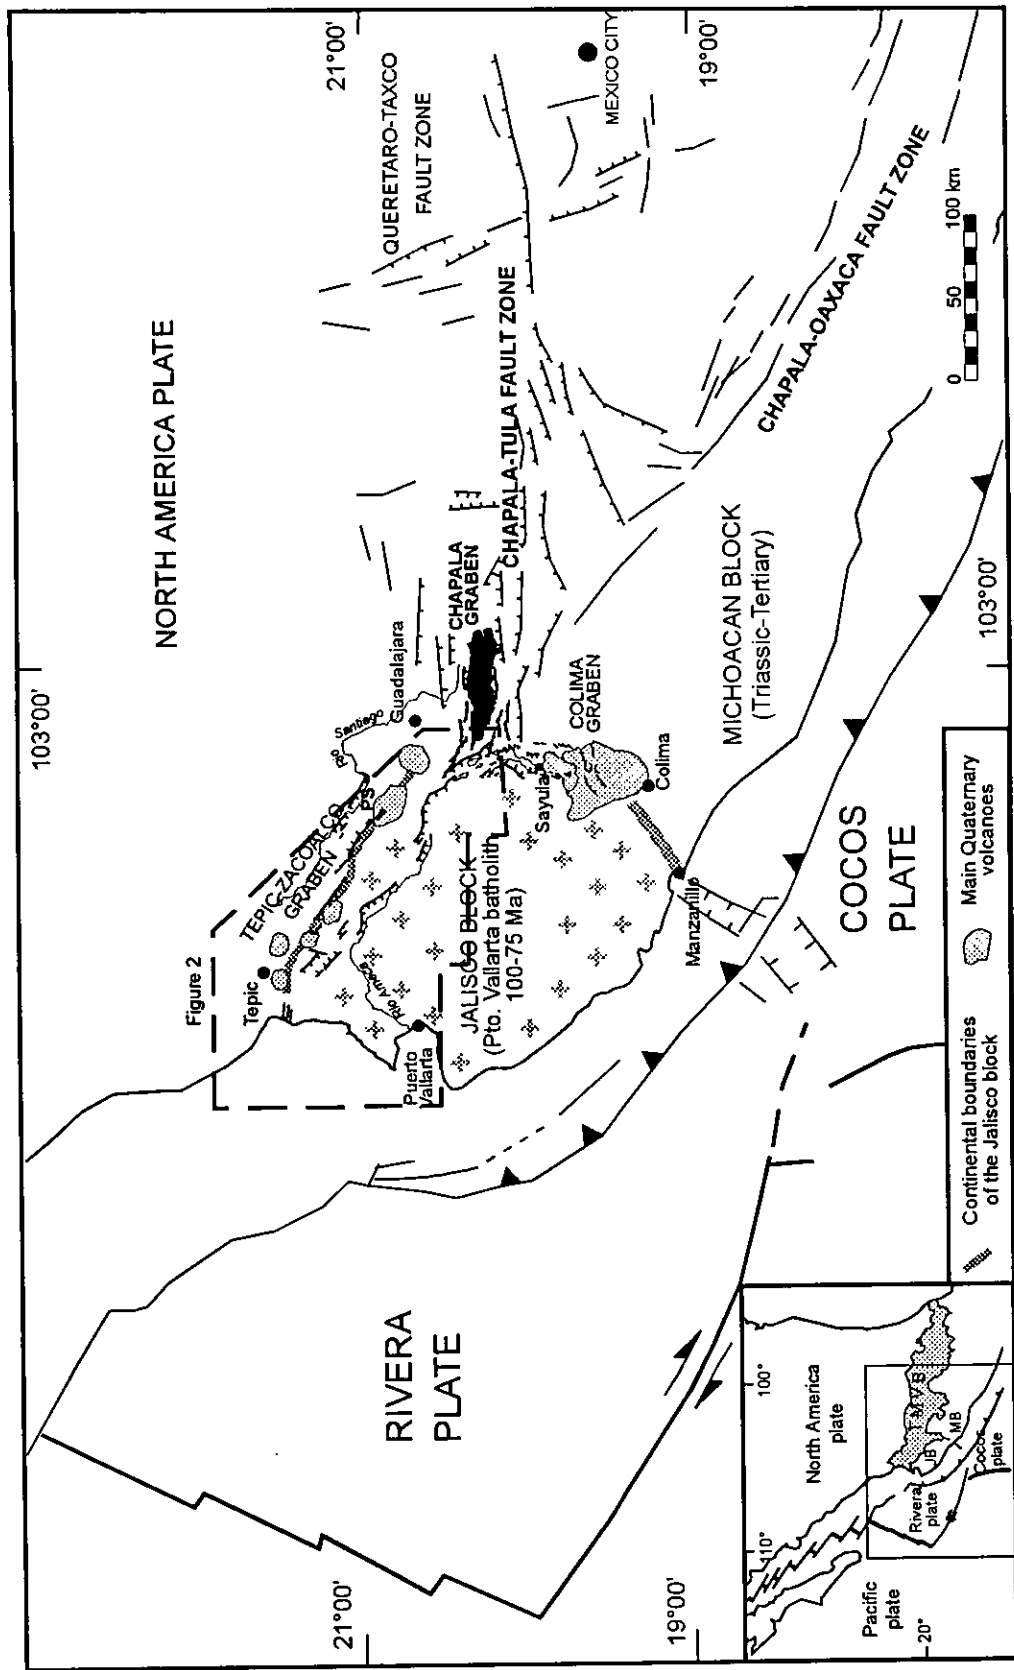 103°00'
21°00'
19°00'
NORTH AMERICA PLATE
QUERETARO-TAXCO
FAULT ZONE
MEXICO CITY
Figure 2
Tepic
TEPIC-ZACOALCO
GRABEN
PS
Rio Santiago
Guadalajara
CHAPALA
GRABEN
CHAPALA-TULA FAULT ZONE
Puerto
Vallarta
Rio Ameca
JALISCO BLOCK
(Pto. Vallarta batholith
100-75 Ma)
Sayula
COLIMA
GRABEN
Colima
Manzanillo
MICHOACAN BLOCK
(Triassic-Tertiary)
CHAPALA-OAXACA FAULT ZONE
RIVERA
PLATE
COCOS
PLATE
0 50 100 km
21°00'
19°00'
103°00'
110°
100°
20°
North America
plate
Pacific
plate
Rivera
plate
Cocos
plate
JB
MB
T M V B
Continental boundaries
of the Jalisco block
Main Quaternary
volcanoes